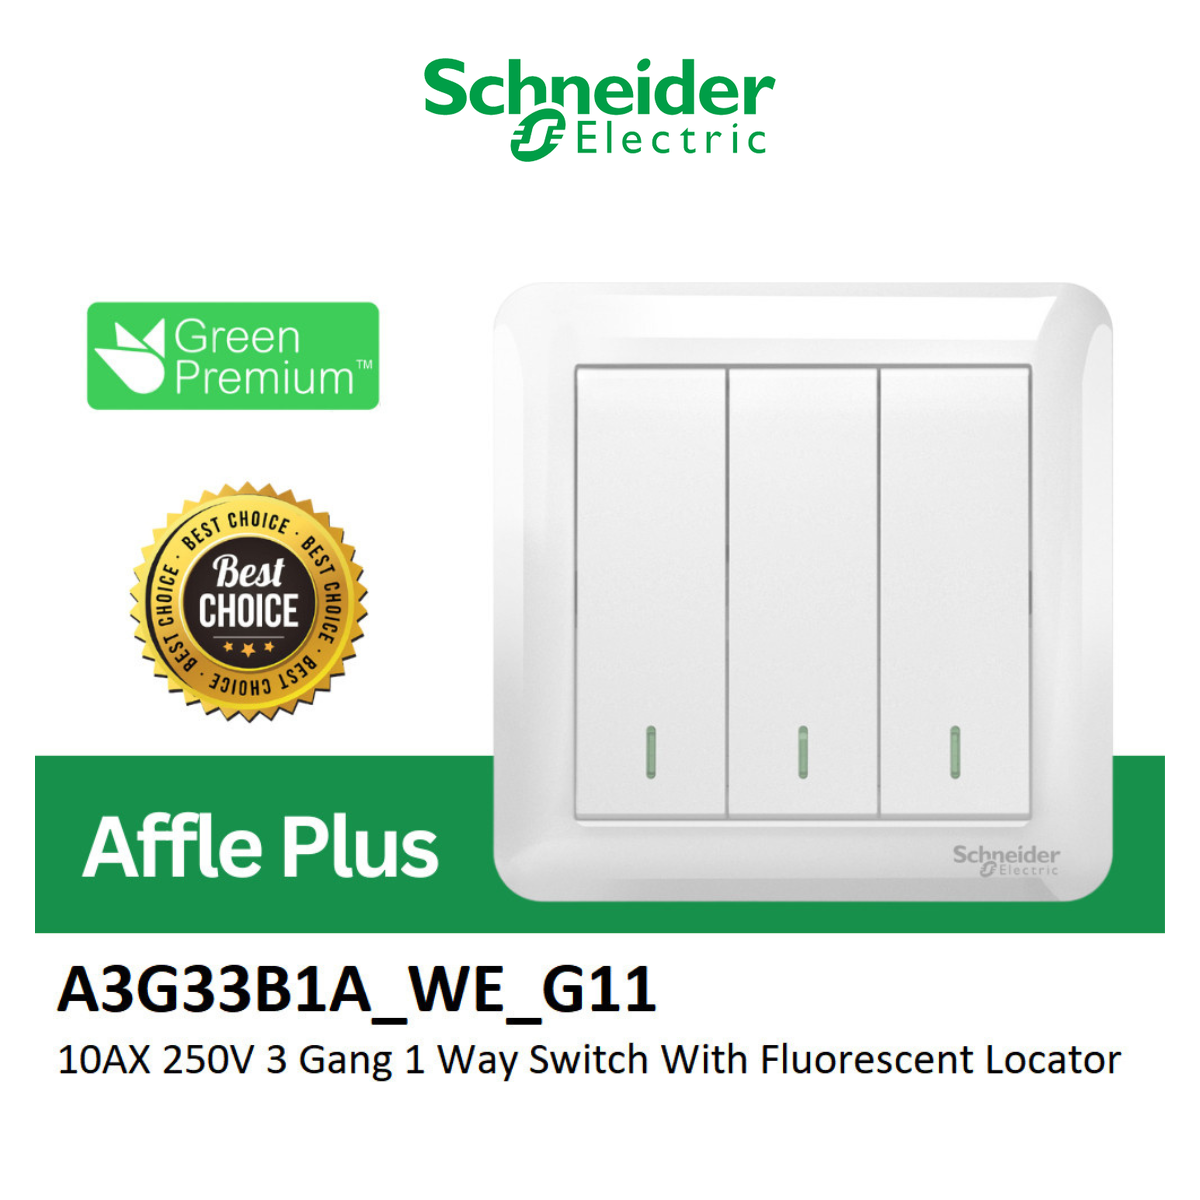 Schneider
Electric
Green
Premium™
BEST CHOICE · BEST CHOICE · BEST CHOICE · BEST CHOICE ·
Best
CHOICE
Affle Plus
Schneider
Electric
A3G33B1A_WE_G11
10AX 250V 3 Gang 1 Way Switch With Fluorescent Locator